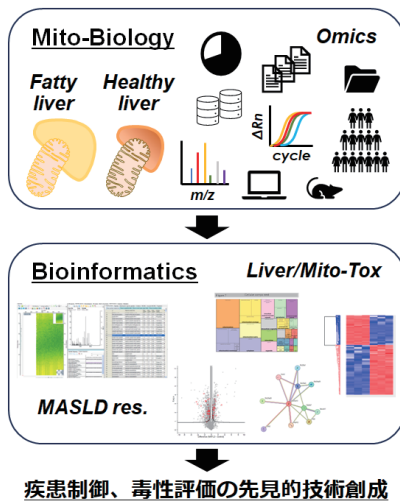 Mito-Biology
Omics
Fatty liver
Healthy liver
ΔRn
cycle
m/z
Bioinformatics
Liver/Mito-Tox
MASLD res.
疾患制御、毒性評価の先見的技術創成